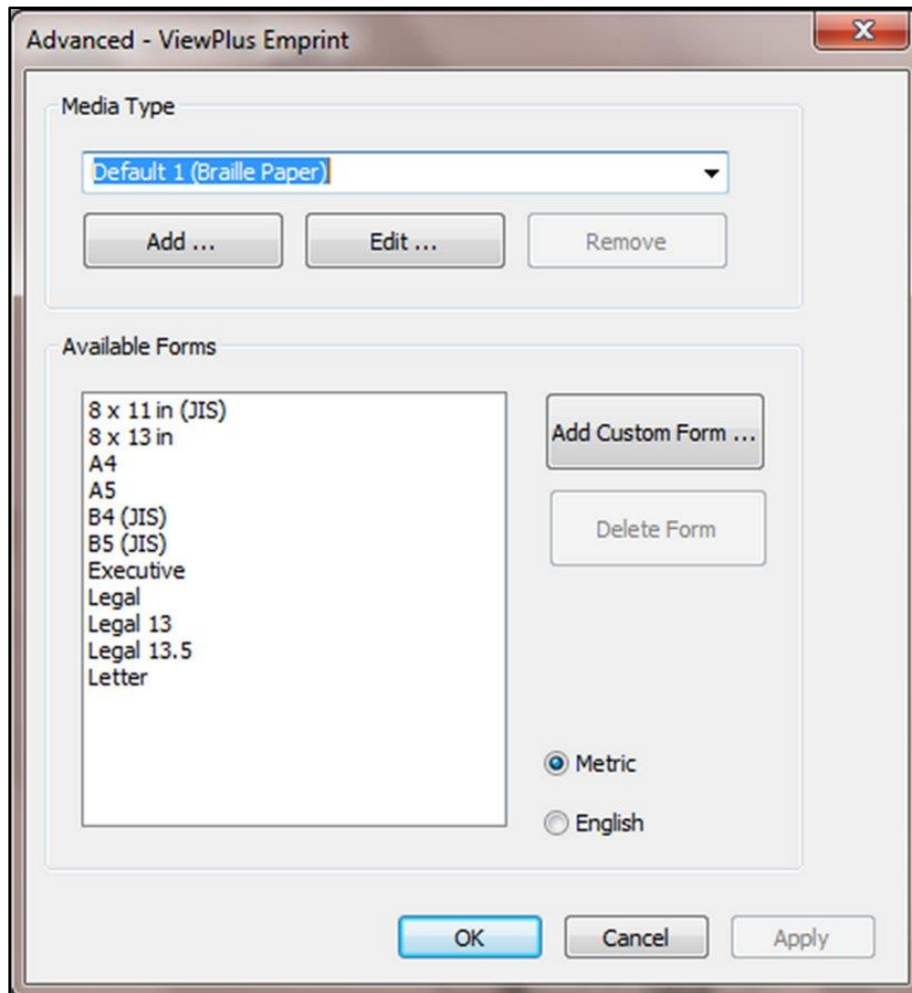 Advanced - ViewPlus Emprint
Media Type
Default 1 (Braille Paper)
Add ...
Edit ...
Remove
Available Forms
8 x 11 in (JIS)
8 x 13 in
A4
A5
B4 (JIS)
B5 (JIS)
Executive
Legal
Legal 13
Legal 13.5
Letter
Add Custom Form ...
Delete Form
Metric
English
OK
Cancel
Apply